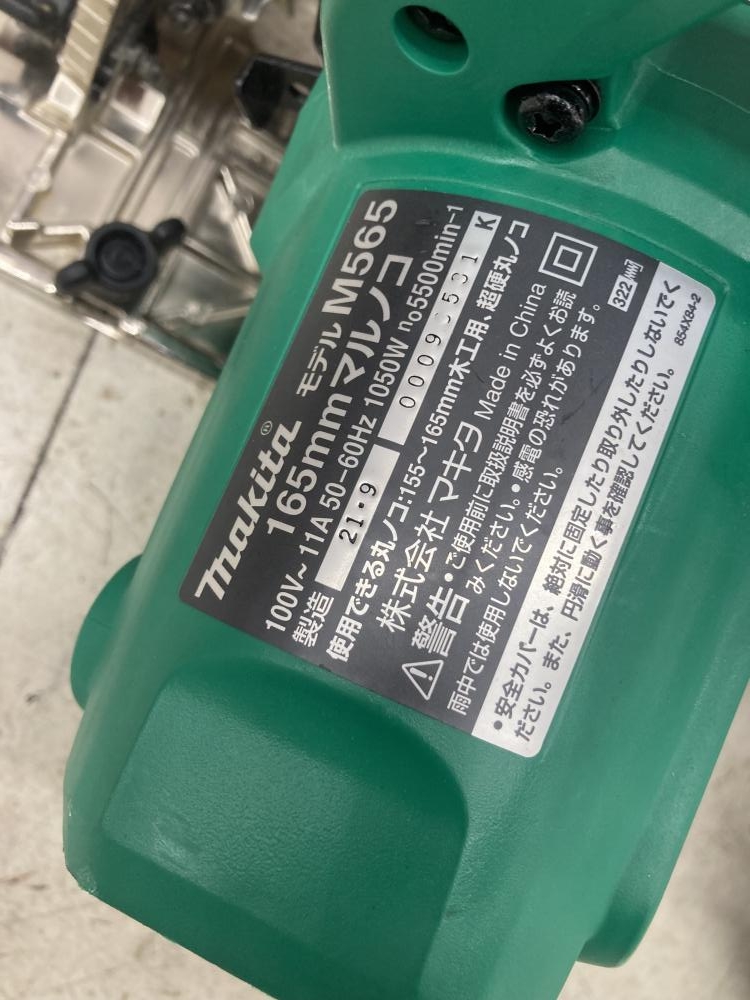 makita®
モデル M565
165mmマルノコ
100V～ 11A 50-60Hz 1050W n₀5500min⁻¹
製造 21・9 K
使用できる丸ノコ:155～165mm木工用、超硬丸ノコ
株式会社 マキタ Made in China
警告 ・ご使用前に取扱説明書を必ずよくお読
みください。・感電の恐れがあります。
雨中では使用しないでください。
322
・安全カバーは、絶対に固定したり取り外したりしないでく
ださい。また、円滑に動く事を確認してください。
854X84-2